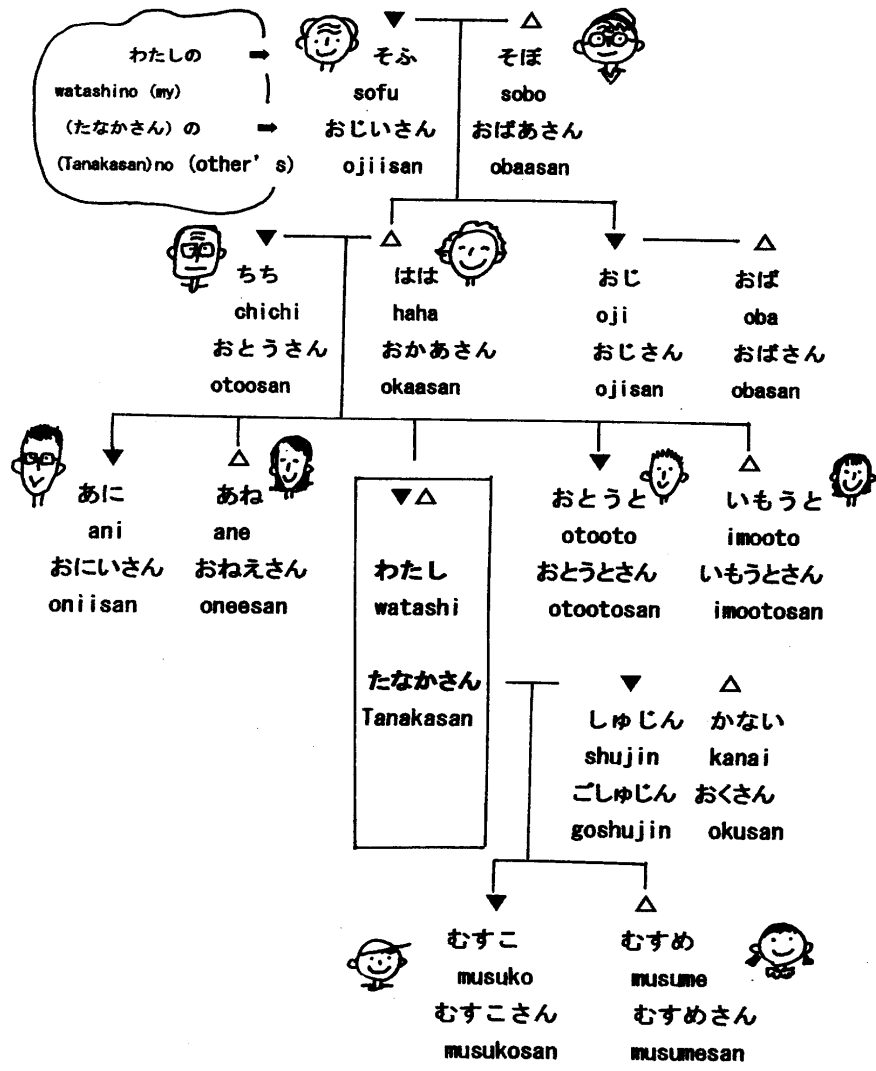 わたしの ➡
watashino (my)
(たなかさん) の ➡
(Tanakasan)no (other's)
▼
そふ
sofu
おじいさん
ojiisan
△
そぼ
sobo
おばあさん
obaasan
▼
ちち
chichi
おとうさん
otoosan
△
はは
haha
おかあさん
okaasan
▼
おじ
oji
おじさん
ojisan
△
おば
oba
おばさん
obasan
▼
あに
ani
おにいさん
oniisan
△
あね
ane
おねえさん
oneesan
▼△
わたし
watashi
たなかさん
Tanakasan
▼
おとうと
otooto
おとうとさん
otootosan
△
いもうと
imooto
いもうとさん
imootosan
▼
しゅじん
shujin
ごしゅじん
goshujin
△
かない
kanai
おくさん
okusan
▼
むすこ
musuko
むすこさん
musukosan
△
むすめ
musume
むすめさん
musumesan